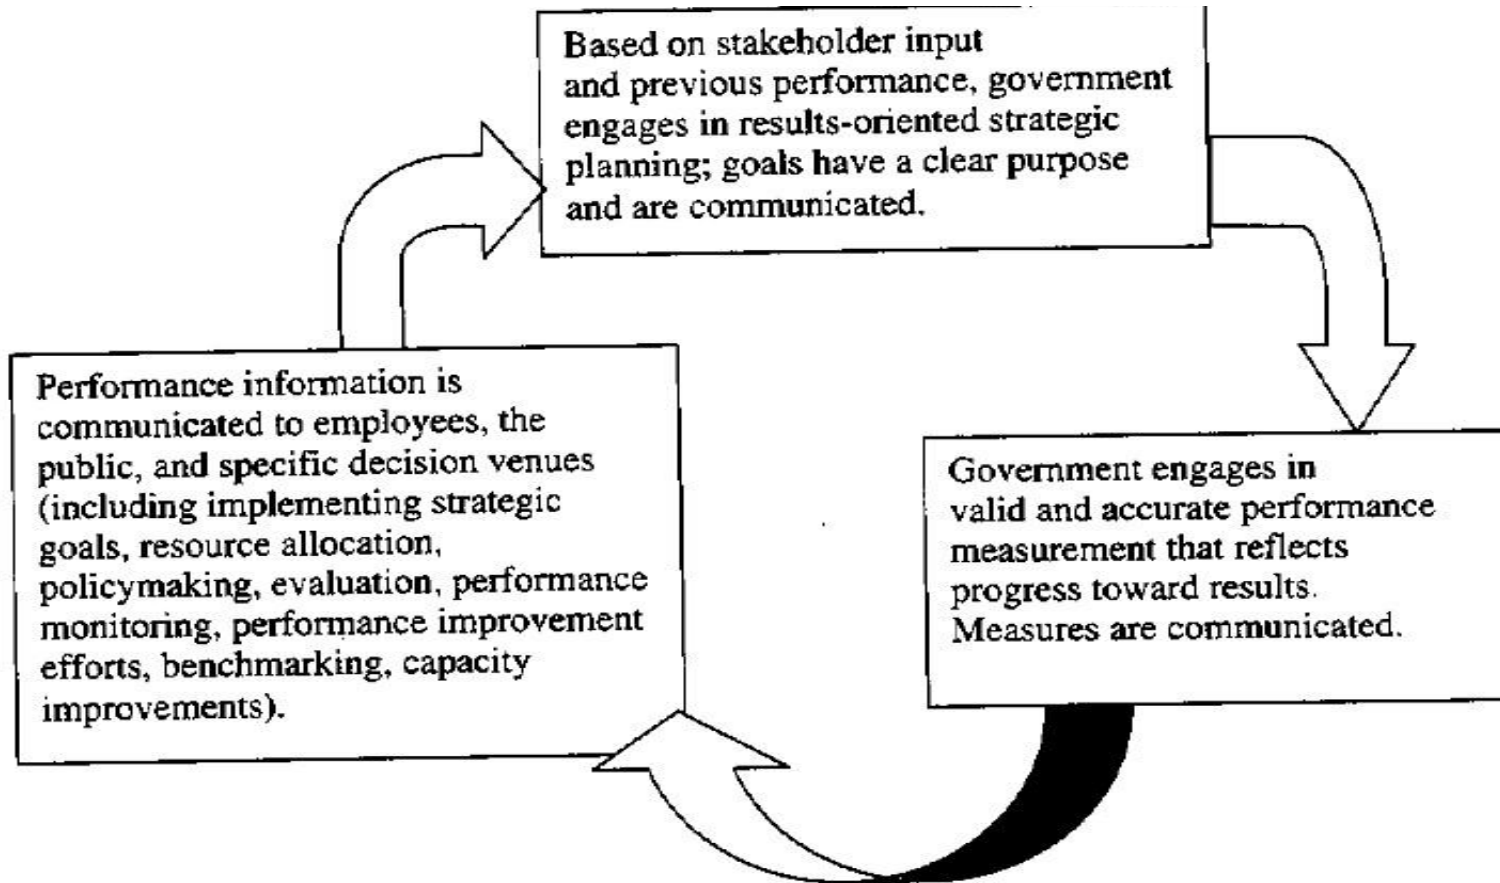 Based on stakeholder input
and previous performance, government
engages in results-oriented strategic
planning; goals have a clear purpose
and are communicated.
Government engages in
valid and accurate performance
measurement that reflects
progress toward results.
Measures are communicated.
Performance information is
communicated to employees, the
public, and specific decision venues
(including implementing strategic
goals, resource allocation,
policymaking, evaluation, performance
monitoring, performance improvement
efforts, benchmarking, capacity
improvements).